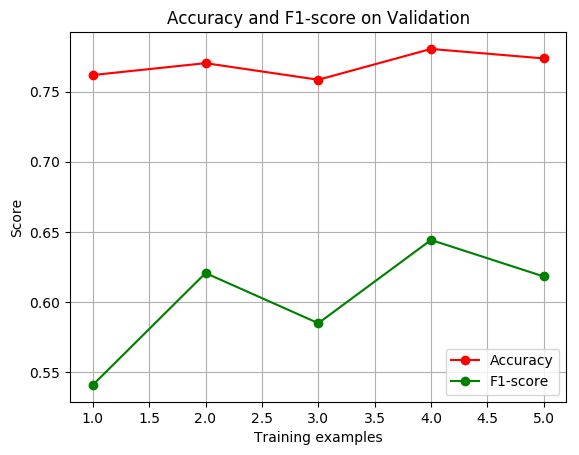 Accuracy and F1-score on Validation
Score
0.75
0.70
0.65
0.60
0.55
Accuracy
F1-score
1.0 1.5 2.0 2.5 3.0 3.5 4.0 4.5 5.0
Training examples